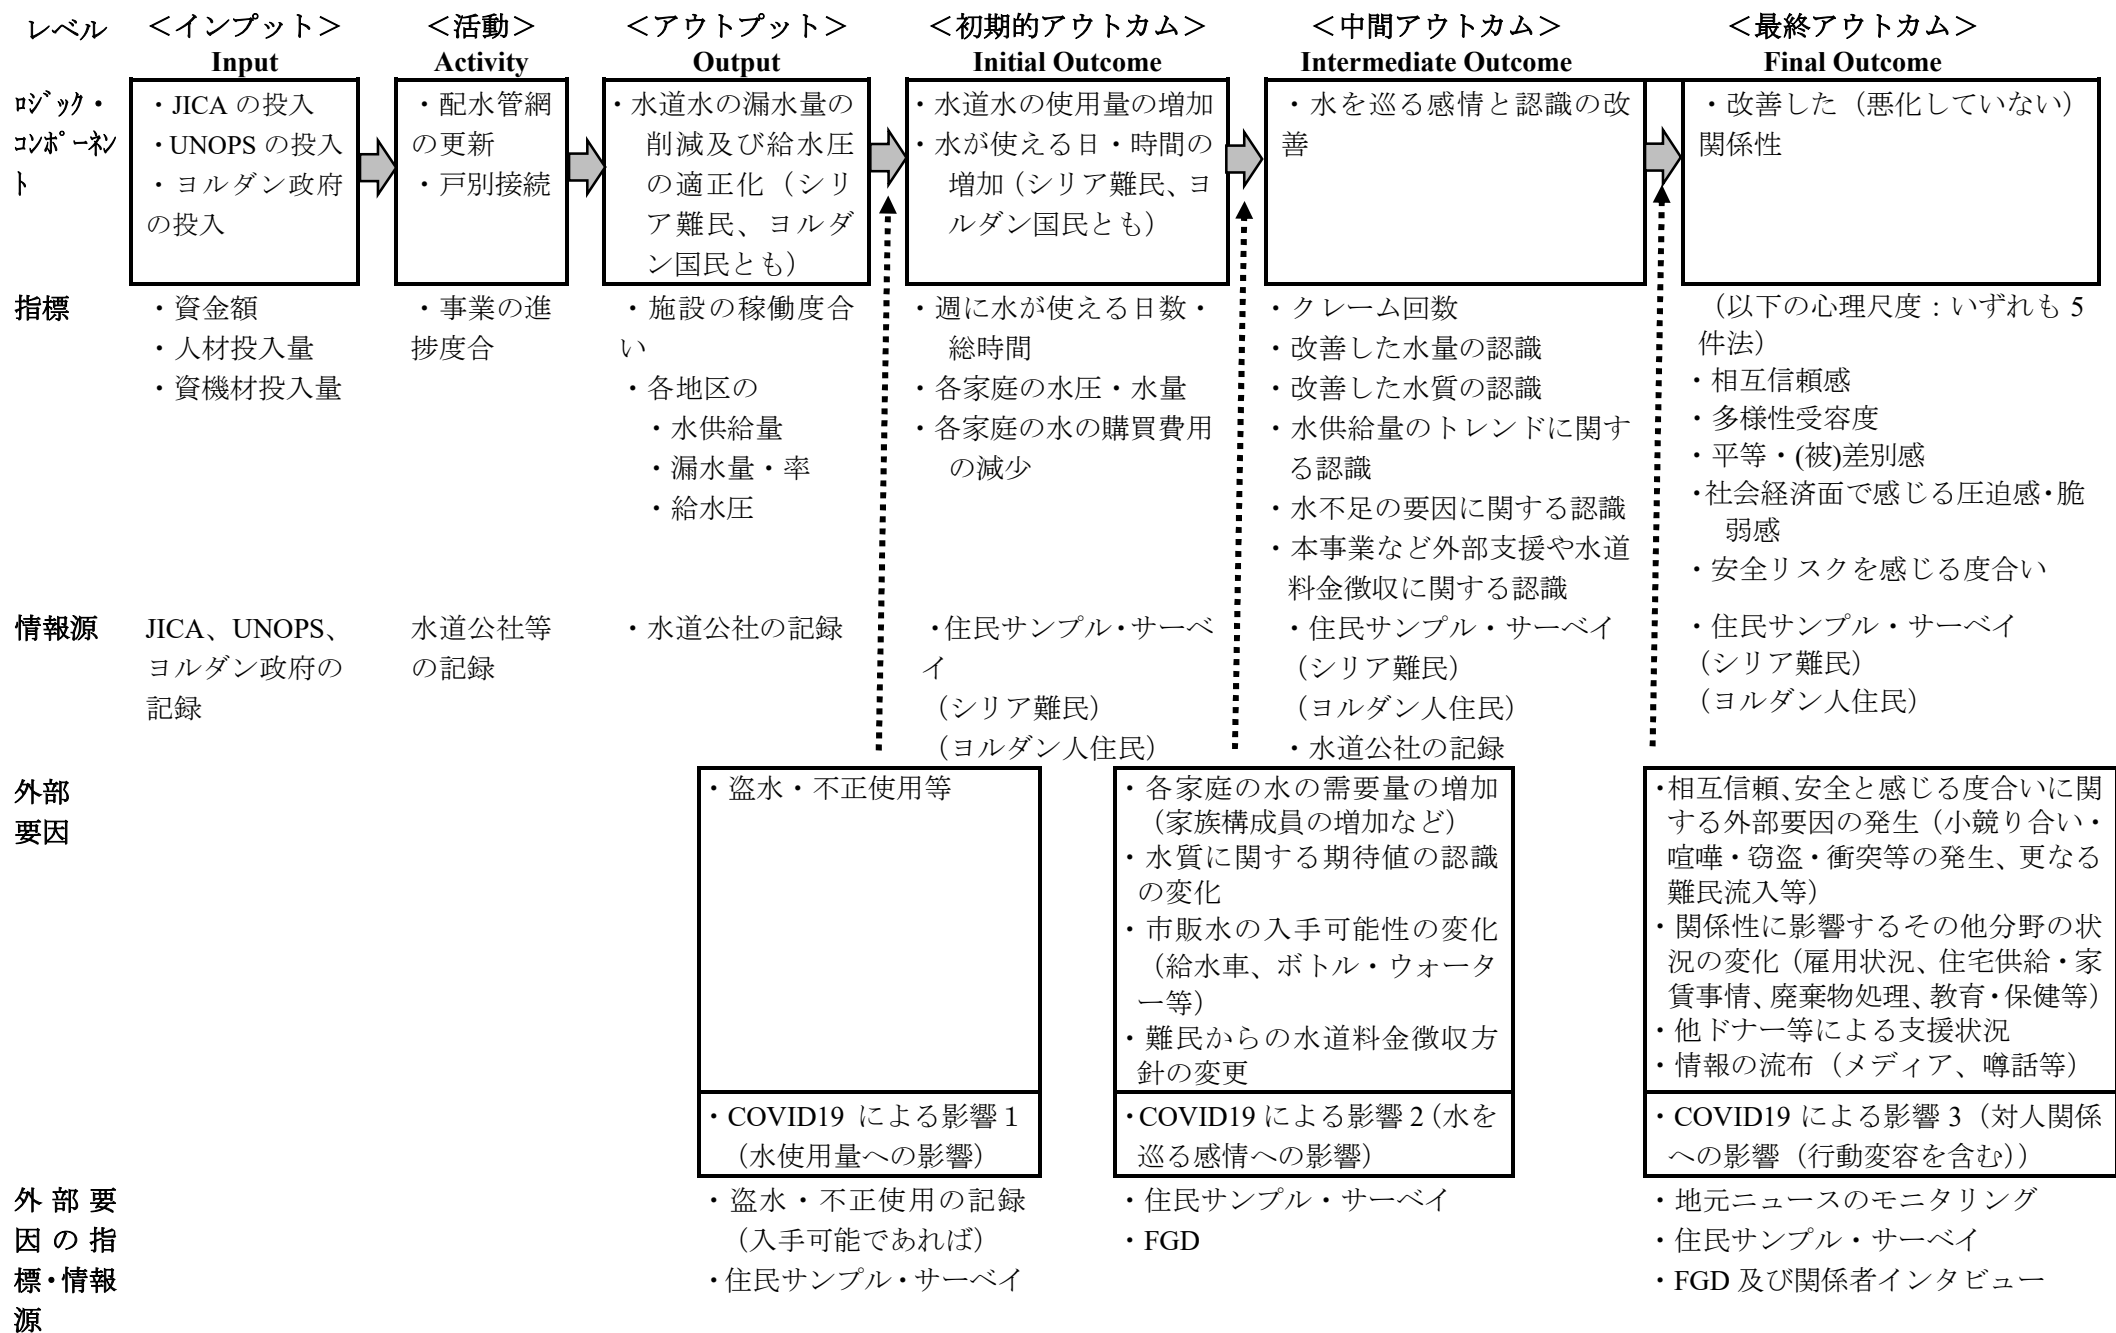 レベル
＜インプット＞
Input
＜活動＞
Activity
＜アウトプット＞
Output
＜初期的アウトカム＞
Initial Outcome
＜中間アウトカム＞
Intermediate Outcome
＜最終アウトカム＞
Final Outcome
ﾛｼﾞｯｸ・
ｺﾝﾎﾟｰﾈﾝ
ﾄ
・JICA の投入
・UNOPS の投入
・ヨルダン政府
の投入
・配水管網
の更新
・戸別接続
・水道水の漏水量の
削減及び給水圧
の適正化（シリ
ア難民、ヨルダ
ン国民とも）
・水道水の使用量の増加
・水が使える日・時間の
増加（シリア難民、ヨ
ルダン国民とも）
・水を巡る感情と認識の改
善
・改善した（悪化していない）
関係性
指標
・資金額
・人材投入量
・資機材投入量
・事業の進
捗度合
・施設の稼働度合
い
・各地区の
・水供給量
・漏水量・率
・給水圧
・週に水が使える日数・
総時間
・各家庭の水圧・水量
・各家庭の水の購買費用
の減少
・クレーム回数
・改善した水量の認識
・改善した水質の認識
・水供給量のトレンドに関す
る認識
・水不足の要因に関する認識
・本事業など外部支援や水道
料金徴収に関する認識
（以下の心理尺度：いずれも 5
件法）
・相互信頼感
・多様性受容度
・平等・(被)差別感
・社会経済面で感じる圧迫感・脆
弱感
・安全リスクを感じる度合い
情報源
JICA、UNOPS、
ヨルダン政府の
記録
水道公社等
の記録
・水道公社の記録
・住民サンプル・サーベ
イ
（シリア難民）
（ヨルダン人住民）
・住民サンプル・サーベイ
（シリア難民）
（ヨルダン人住民）
・水道公社の記録
・住民サンプル・サーベイ
（シリア難民）
（ヨルダン人住民）
外部
要因
・盗水・不正使用等
・各家庭の水の需要量の増加
（家族構成員の増加など）
・水質に関する期待値の認識
の変化
・市販水の入手可能性の変化
（給水車、ボトル・ウォータ
ー等）
・難民からの水道料金徴収方
針の変更
・相互信頼、安全と感じる度合いに関
する外部要因の発生（小競り合い・
喧嘩・窃盗・衝突等の発生、更なる
難民流入等）
・関係性に影響するその他分野の状
況の変化（雇用状況、住宅供給・家
賃事情、廃棄物処理、教育・保健等）
・他ドナー等による支援状況
・情報の流布（メディア、噂話等）
・COVID19 による影響 1
（水使用量への影響）
・COVID19 による影響 2（水を
巡る感情への影響）
・COVID19 による影響 3（対人関係
への影響（行動変容を含む））
外部要
因の指
標・情報
源
・盗水・不正使用の記録
（入手可能であれば）
・住民サンプル・サーベイ
・住民サンプル・サーベイ
・FGD
・地元ニュースのモニタリング
・住民サンプル・サーベイ
・FGD 及び関係者インタビュー